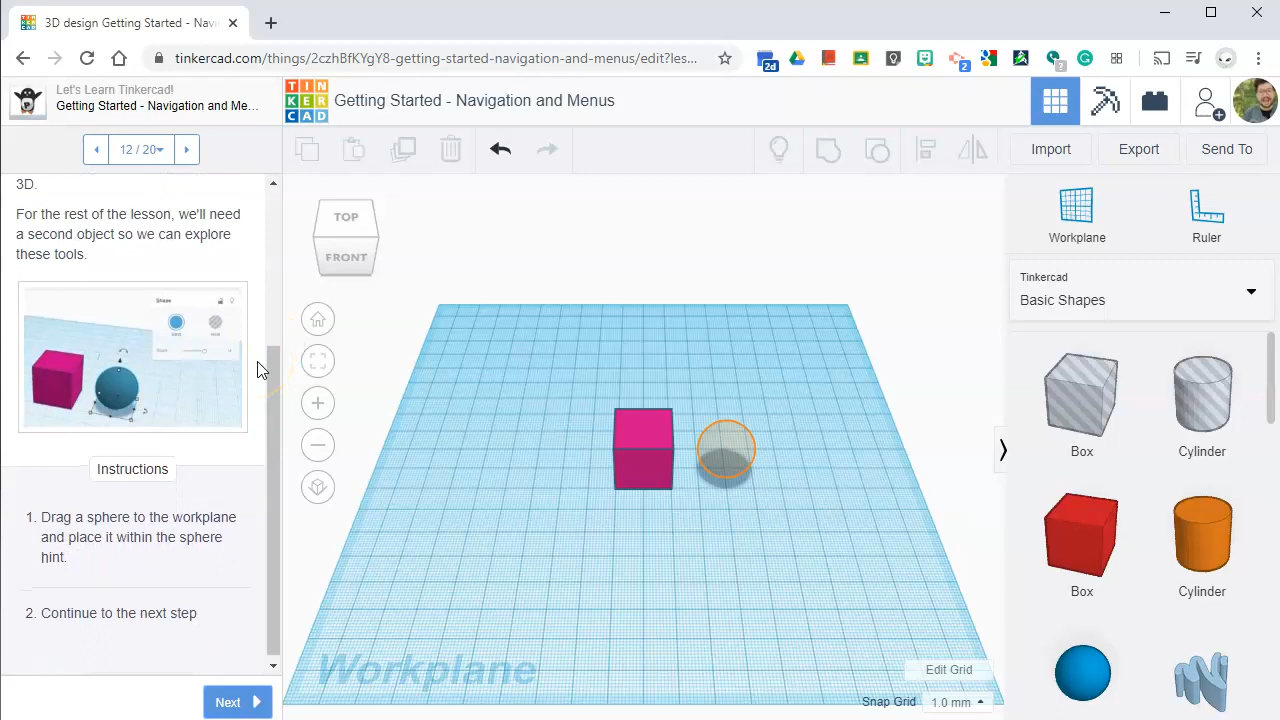 3D design Getting Started - Navi
tinkercad.com/things/2czhBfKYgY8-getting-started-navigation-and-menus/edit?les...
2d
2
?
Let's Learn Tinkercad!
Getting Started - Navigation and Me...
TIN
KER
CAD
Getting Started - Navigation and Menus
12 / 20
Import
Export
Send To
3D.
For the rest of the lesson, we'll need
a second object so we can explore
these tools.
Shape
Instructions
1. Drag a sphere to the workplane
and place it within the sphere
hint.
2. Continue to the next step
Next
TOP
FRONT
Workplane
Edit Grid
Snap Grid
1.0 mm
Workplane
Ruler
Tinkercad
Basic Shapes
Box
Cylinder
Box
Cylinder